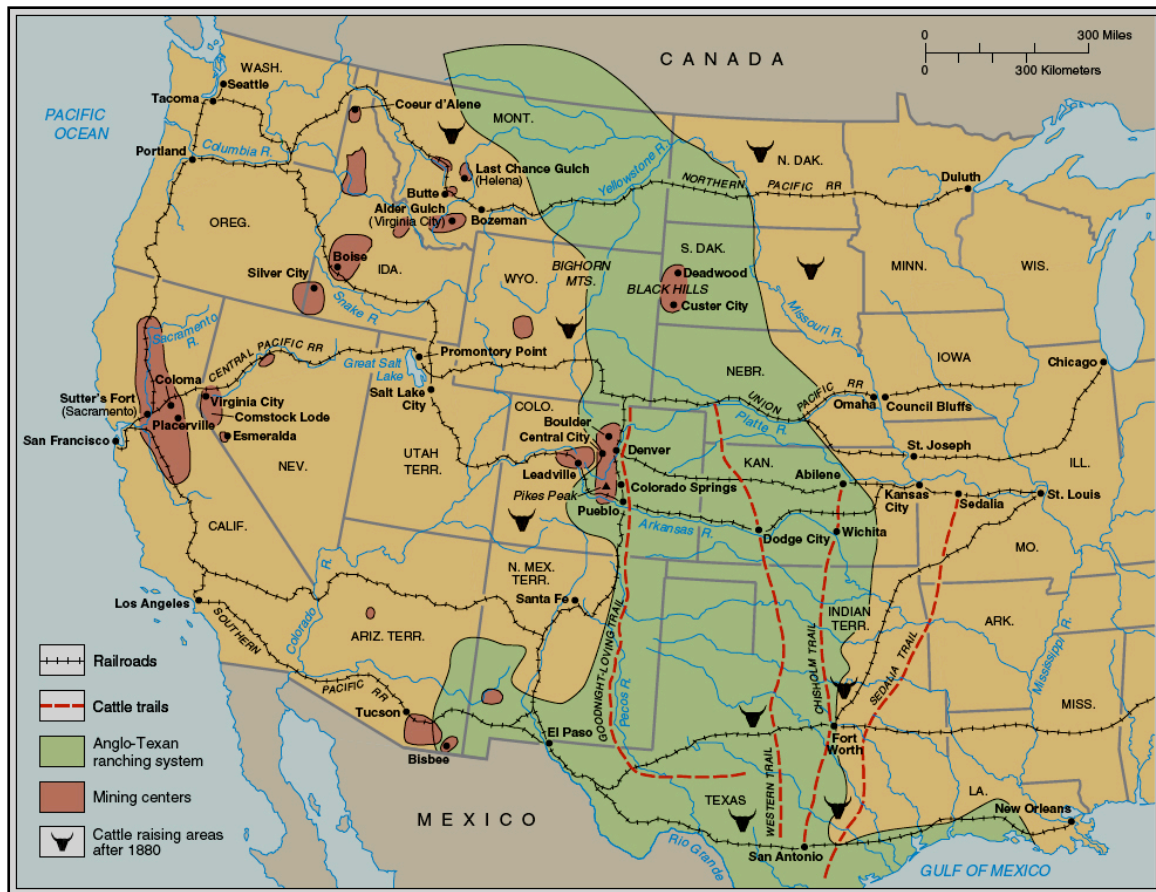 CANADA
0 300 Miles
0 300 Kilometers
PACIFIC
OCEAN
WASH.
Seattle
Tacoma
Coeur d'Alene
MONT.
Portland
Columbia R.
Last Chance Gulch
(Helena)
Yellowstone R.
N. DAK.
NORTHERN PACIFIC RR
Duluth
Butte
Alder Gulch
(Virginia City)
Bozeman
OREG.
S. DAK.
MINN.
WIS.
Boise
IDA.
WYO.
BIGHORN
MTS.
Deadwood
BLACK HILLS
Custer City
Silver City
Snake R.
Missouri R.
Sacramento
R.
CENTRAL PACIFIC RR
Promontory Point
Great Salt
Lake
IOWA
Chicago
NEBR.
Coloma
Sutter's Fort
(Sacramento)
Virginia City
Salt Lake
City
COLO.
UNION PACIFIC RR
Omaha
Council Bluffs
Placerville
Comstock Lode
Boulder
Central City
Platte R.
San Francisco
Esmeralda
Denver
St. Joseph
NEV.
UTAH
TERR.
KAN.
ILL.
Leadville
Abilene
Pikes Peak
Colorado Springs
Kansas
City
Sedalia
St. Louis
Pueblo
CALIF.
Arkansas R.
Dodge City
Wichita
MO.
N. MEX.
TERR.
Los Angeles
Santa Fe
Colorado R.
ARIZ. TERR.
INDIAN
TERR.
ARK.
SOUTHERN PACIFIC RR
GOODNIGHT-LOVING TRAIL
Pecos R.
CHISHOLM TRAIL
SEDALIA TRAIL
Mississippi R.
Tucson
MISS.
Bisbee
El Paso
Fort
Worth
WESTERN TRAIL
TEXAS
LA.
New Orleans
MEXICO
Rio Grande
San Antonio
GULF OF MEXICO
Railroads
Cattle trails
Anglo-Texan
ranching system
Mining centers
Cattle raising areas
after 1880